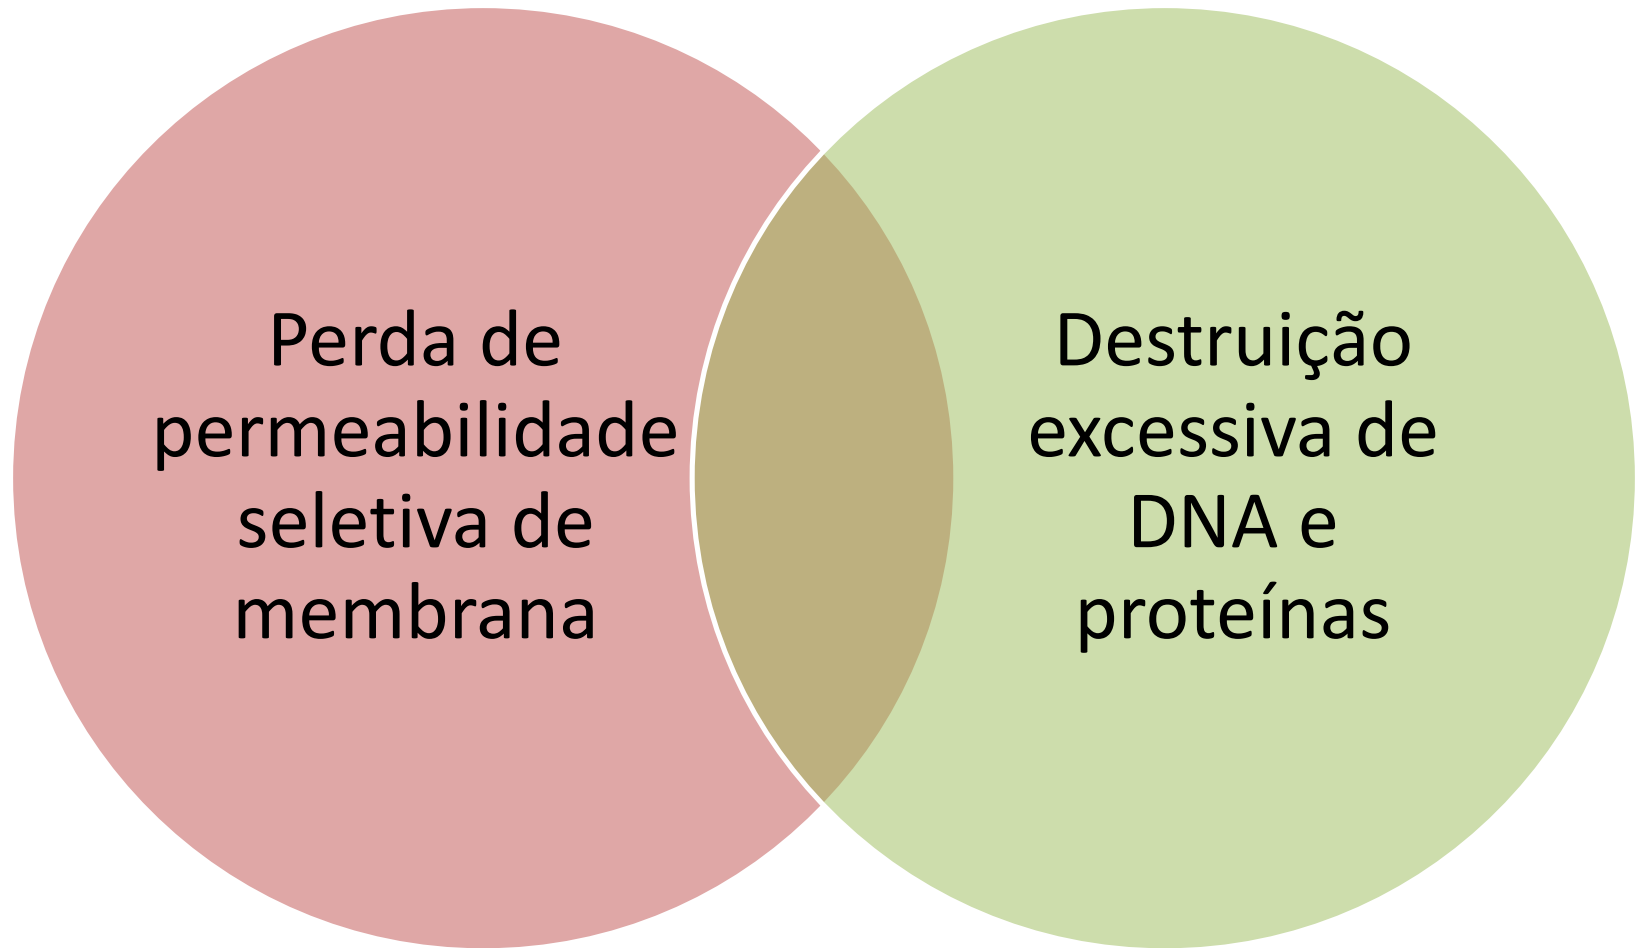 Perda de
permeabilidade
seletiva de
membrana
Destruição
excessiva de
DNA e
proteínas